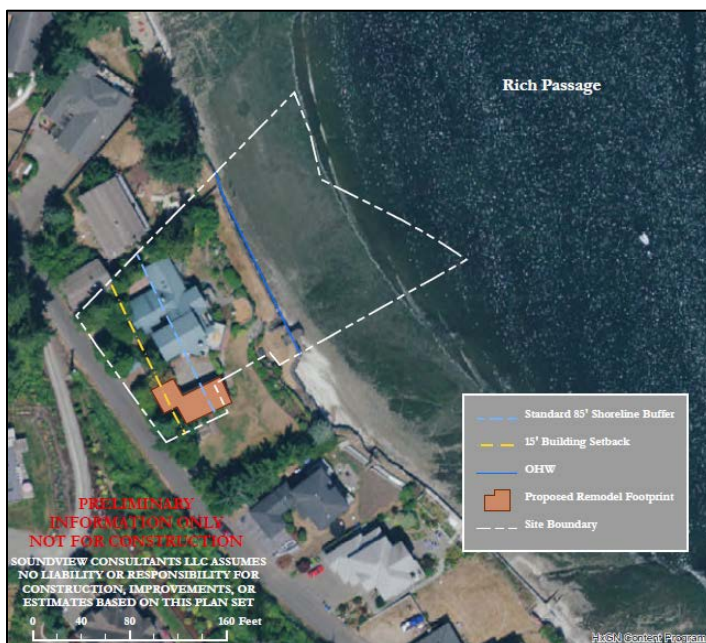 Rich Passage
Standard 85' Shoreline Buffer
15' Building Setback
OHW
Proposed Remodel Footprint
Site Boundary
PRELIMINARY
INFORMATION ONLY
NOT FOR CONSTRUCTION
SOUNDVIEW CONSULTANTS LLC ASSUMES
NO LIABILITY OR RESPONSIBILITY FOR
CONSTRUCTION, IMPROVEMENTS, OR
ESTIMATES BASED ON THIS PLAN SET
0 40 80 160 Feet
HxGN Content Program